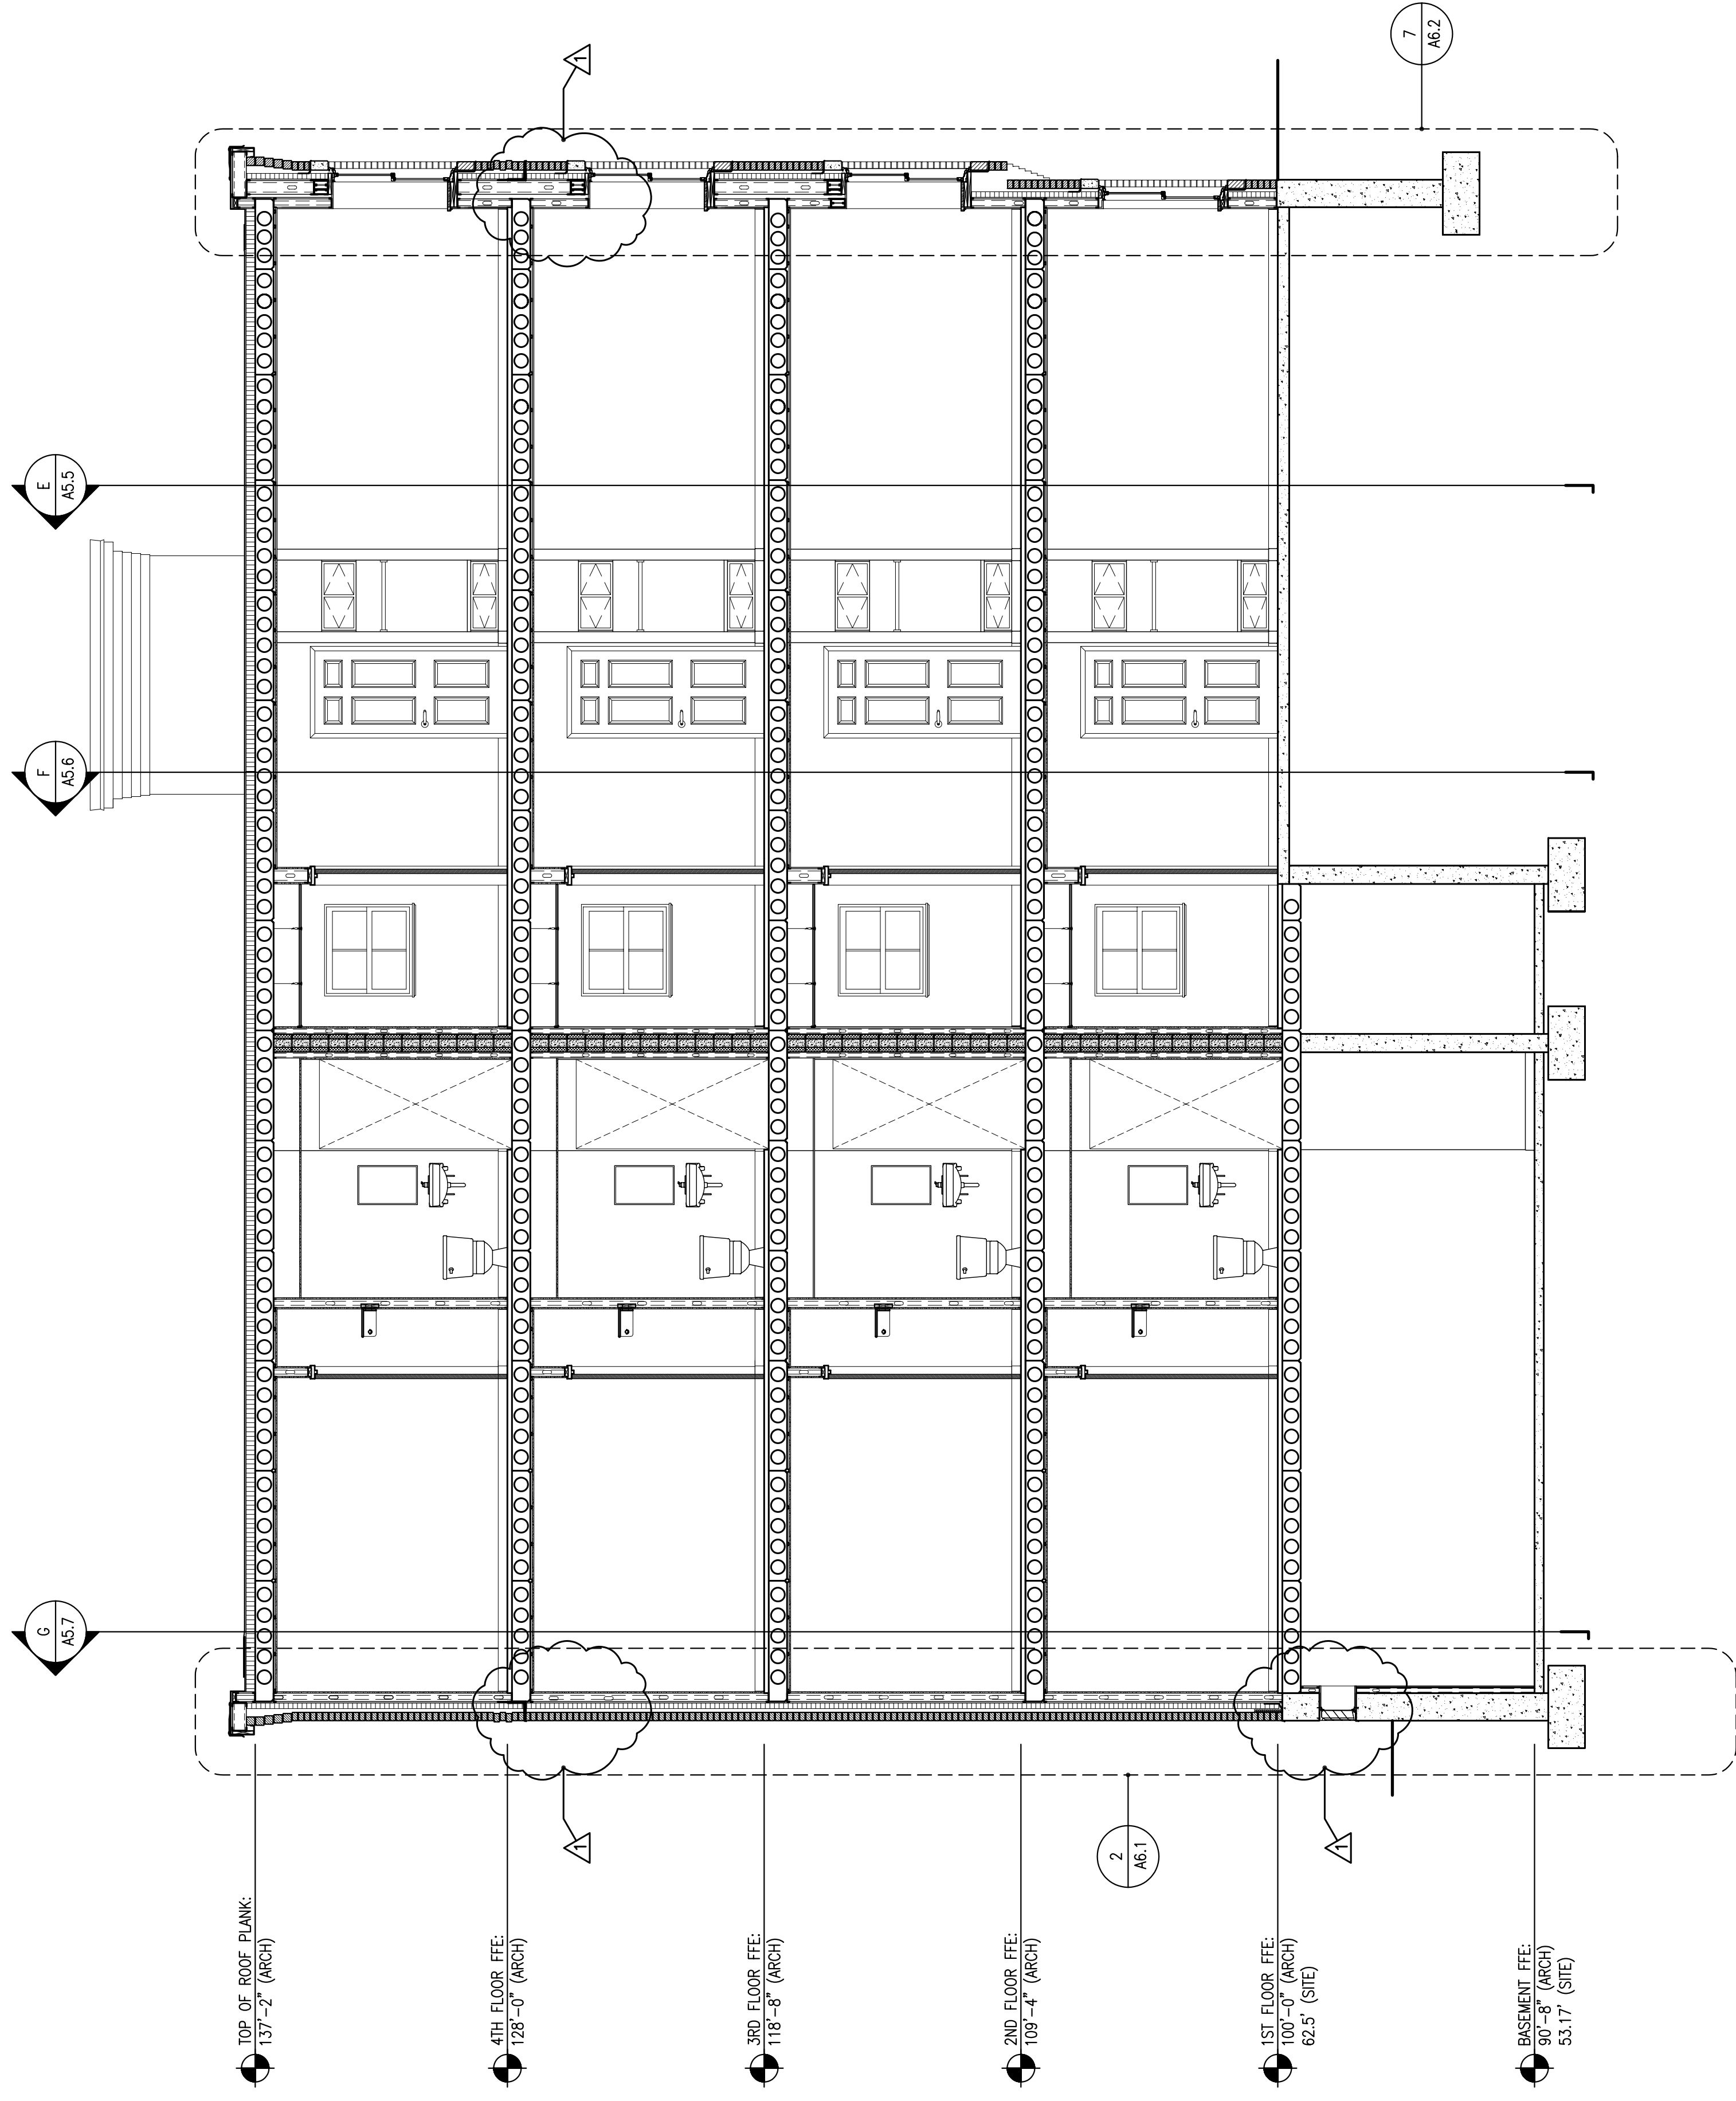 7
A6.2
1
E
A5.5
F
A5.6
G
A5.7
1
1
2
A6.1
TOP OF ROOF PLANK:
137'-2" (ARCH)
4TH FLOOR FFE:
128'-0" (ARCH)
3RD FLOOR FFE:
118'-8" (ARCH)
2ND FLOOR FFE:
109'-4" (ARCH)
1ST FLOOR FFE:
100'-0" (ARCH)
62.5' (SITE)
BASEMENT FFE:
90'-8" (ARCH)
53.17' (SITE)